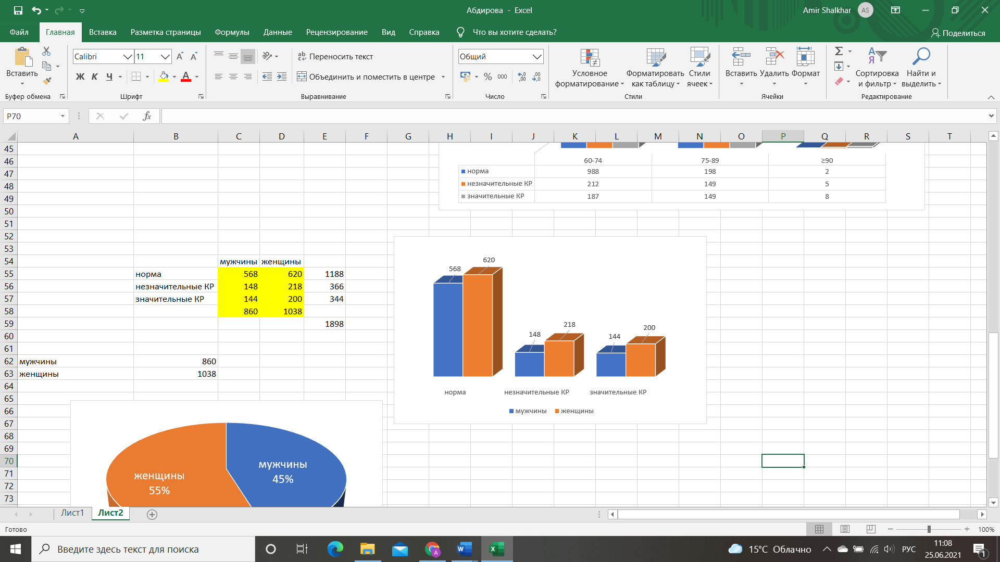 Абдирова - Excel
Amir Shalkhar
AS
Файл
Главная
Вставка
Разметка страницы
Формулы
Данные
Рецензирование
Вид
Справка
Что вы хотите сделать?
Поделиться
Вставить
Буфер обмена
Calibri
11
Ж К Ч
Шрифт
Переносить текст
Объединить и поместить в центре
Выравнивание
Общий
% 000
Число
Условное форматирование
Форматировать как таблицу
Стили ячеек
Стили
Вставить
Удалить
Формат
Ячейки
Сортировка и фильтр
Найти и выделить
Редактирование
P70
fx
A B C D E F G H I J K L M N O P Q R S T
45
46
47
48
49
50
51
52
53
54
55
56
57
58
59
60
61
62
63
64
65
66
67
68
69
70
71
72
73
60-74 75-89 ≥90
норма 988 198 2
незначительные КР 212 149 5
значительные КР 187 149 8
мужчины женщины
норма 568 620 1188
незначительные КР 148 218 366
значительные КР 144 200 344
860 1038
1898
мужчины 860
женщины 1038
568 620
148 218
144 200
норма незначительные КР значительные КР
мужчины женщины
женщины
55%
мужчины
45%
Лист1
Лист2
Готово
100%
Введите здесь текст для поиска
15°C Облачно
РУС
11:08
25.06.2021
1